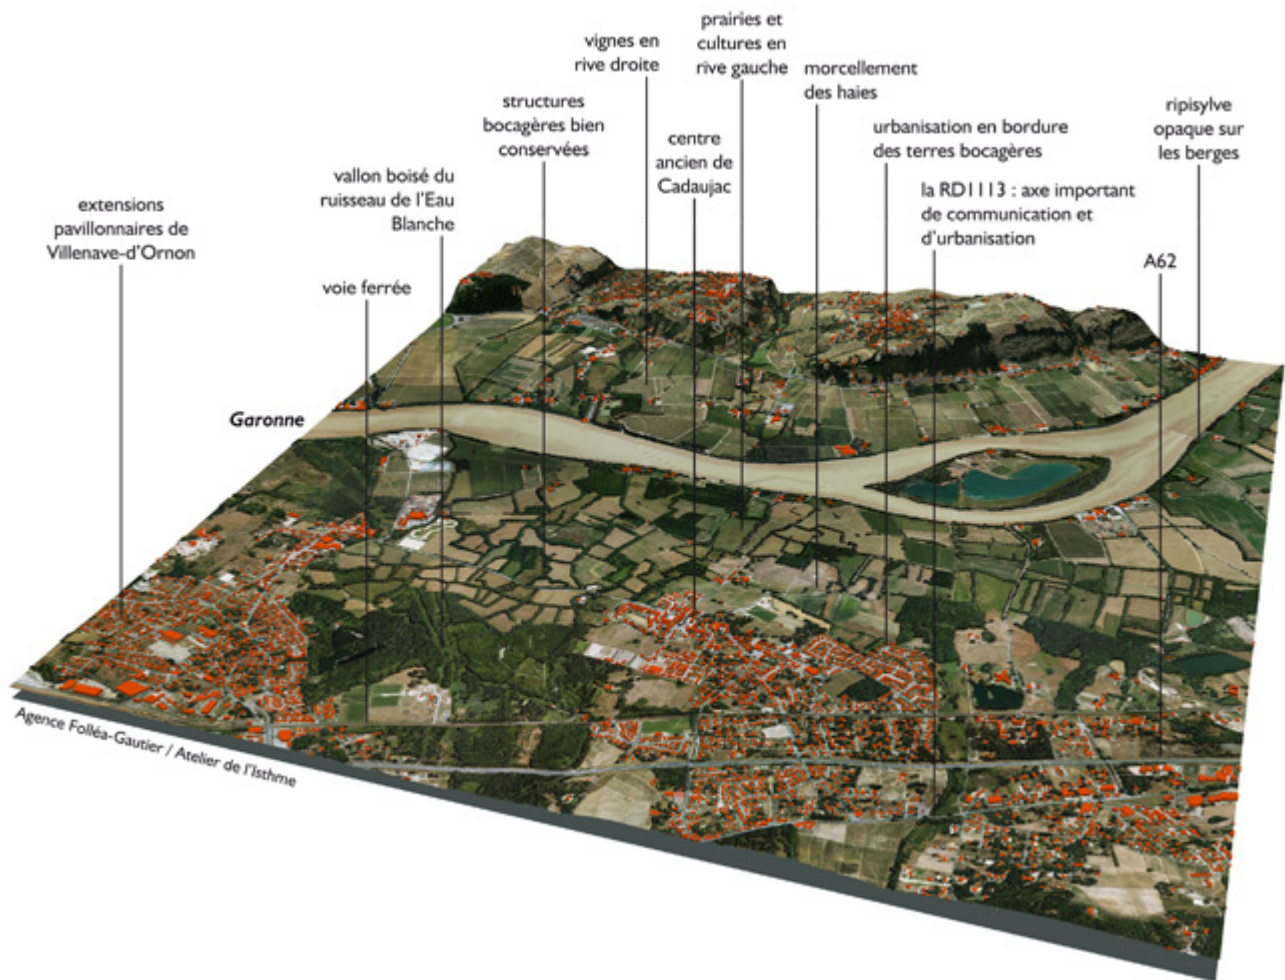 prairies et
cultures en
rive gauche
vignes en
rive droite
morcellement
des haies
structures
bocagères bien
conservées
ripisylve
opaque sur
les berges
centre
ancien de
Cadaujac
urbanisation en bordure
des terres bocagères
vallon boisé du
ruisseau de l'Eau
Blanche
la RD1113 : axe important
de communication et
d'urbanisation
extensions
pavillonnaires de
Villenave-d'Ornon
A62
voie ferrée
Garonne
Agence Folléa-Gautier / Atelier de l'Isthme